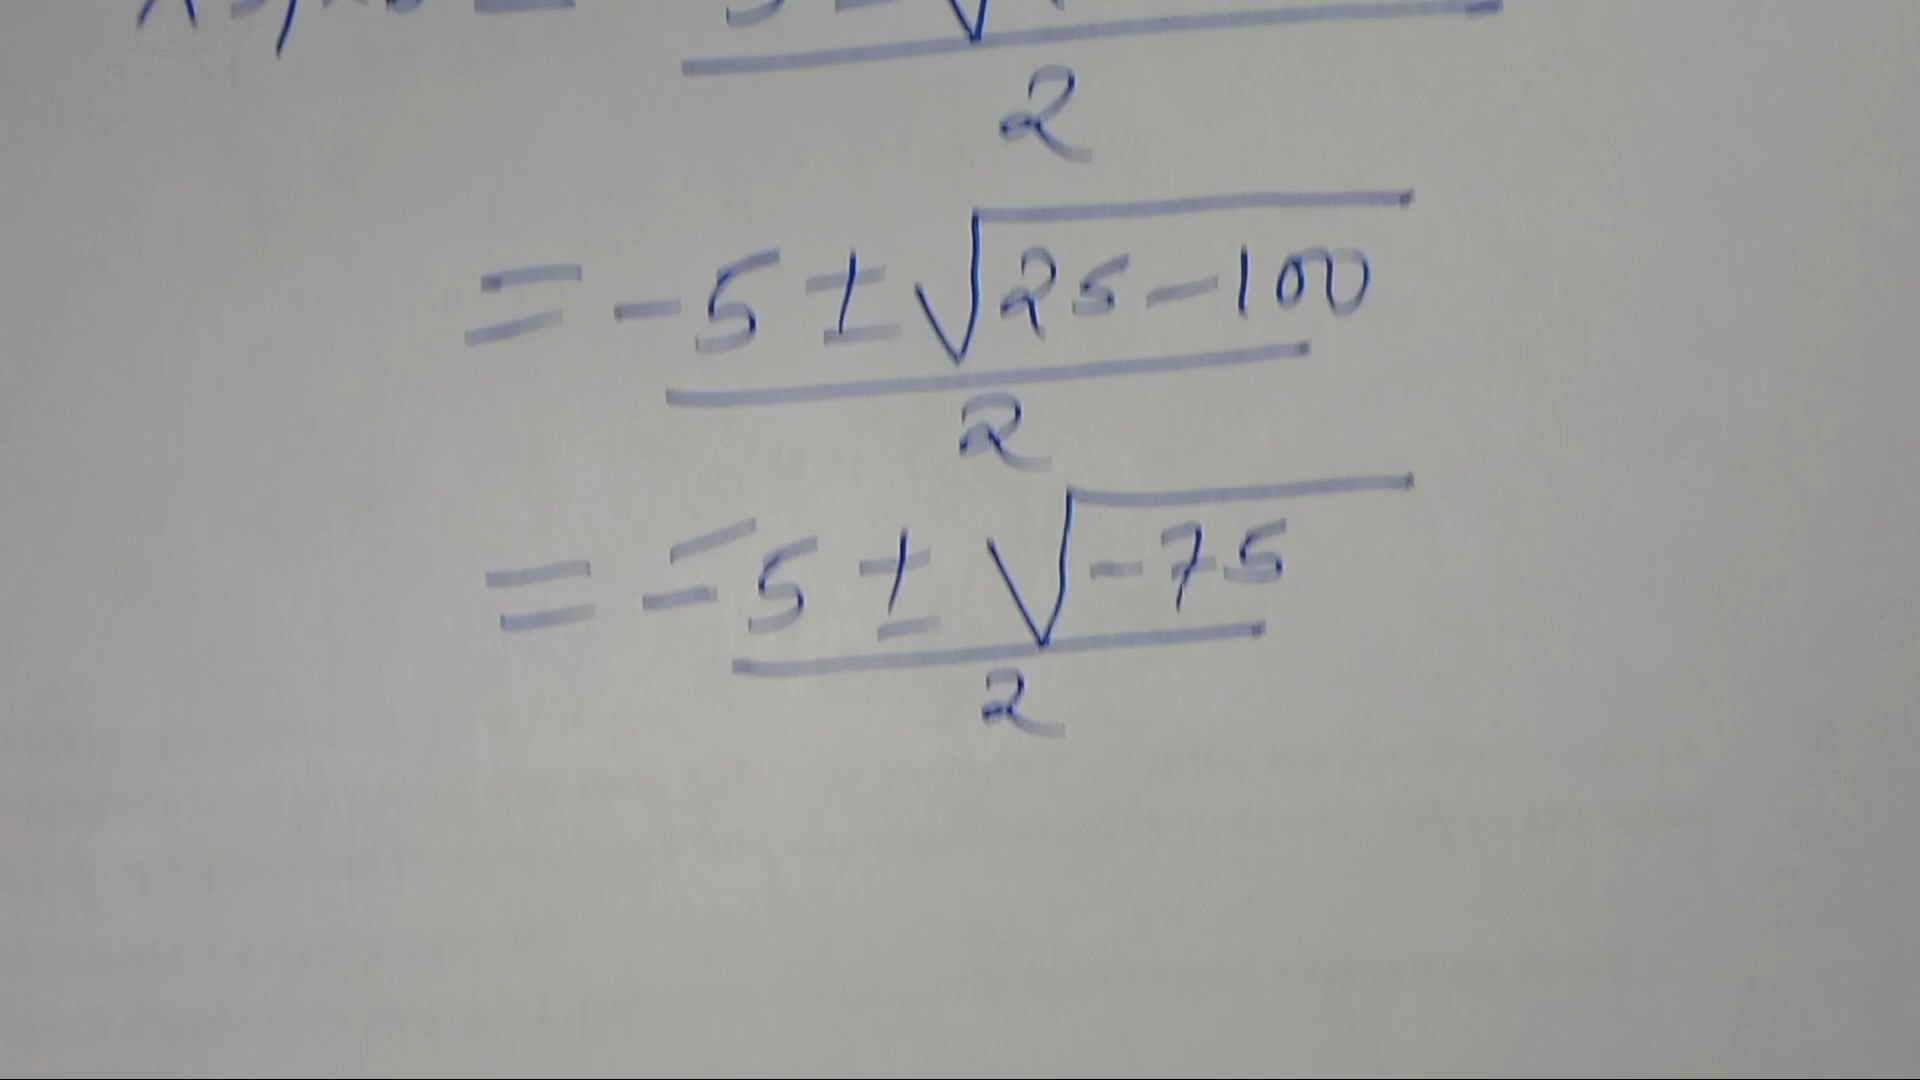 2
= -5 ± √25-100
2
= -5 ± √-75
2